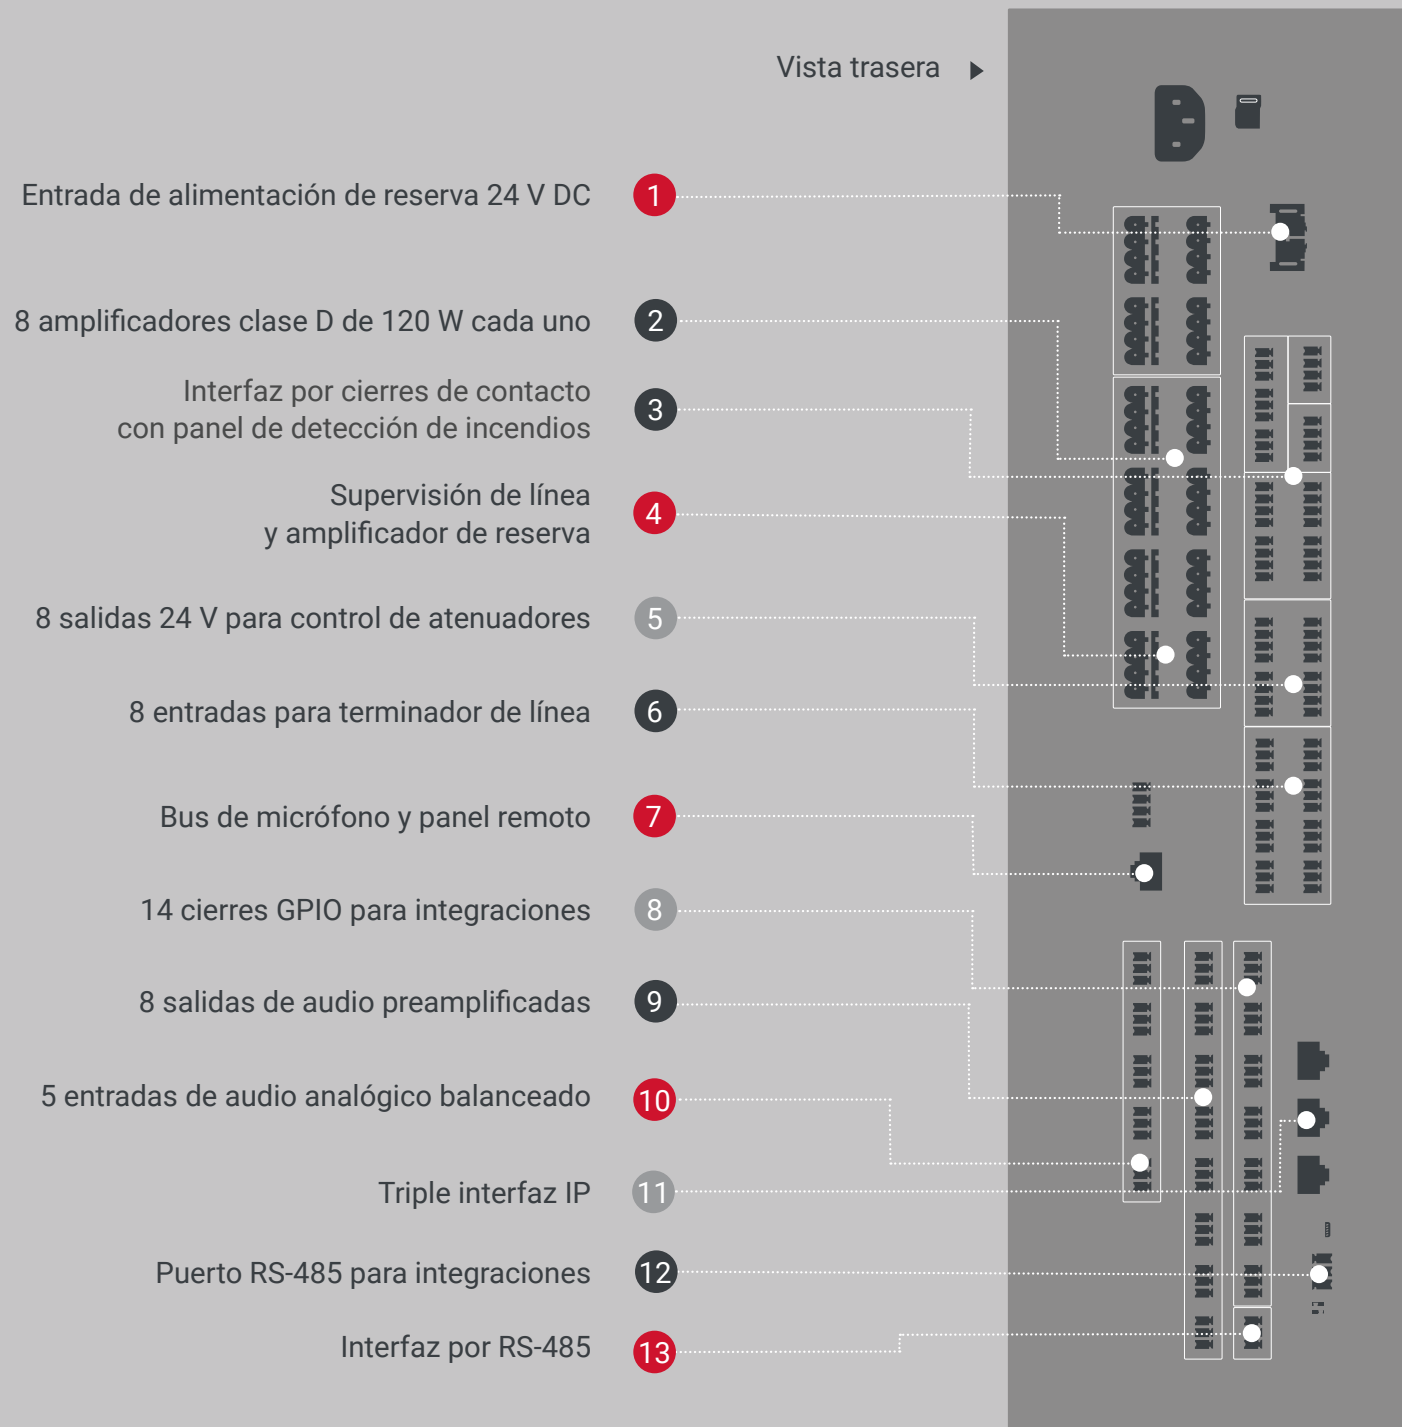 Vista trasera
Entrada de alimentación de reserva 24 V DC
1
8 amplificadores clase D de 120 W cada uno
2
Interfaz por cierres de contacto
con panel de detección de incendios
3
Supervisión de línea
y amplificador de reserva
4
8 salidas 24 V para control de atenuadores
5
8 entradas para terminador de línea
6
Bus de micrófono y panel remoto
7
14 cierres GPIO para integraciones
8
8 salidas de audio preamplificadas
9
5 entradas de audio analógico balanceado
10
Triple interfaz IP
11
Puerto RS-485 para integraciones
12
Interfaz por RS-485
13